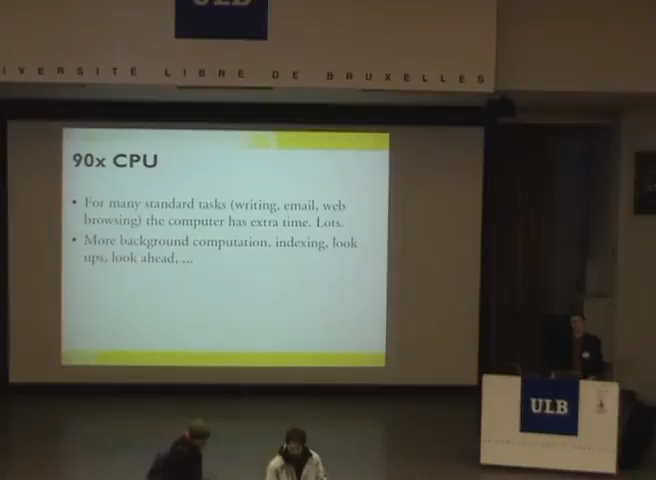 ULB
IVERSITÉ LIBRE DE BRUXELLES
90x CPU
• For many standard tasks (writing, email, web
browsing) the computer has extra time. Lots.
• More background computation, indexing, look
ups, look ahead, ...
ULB